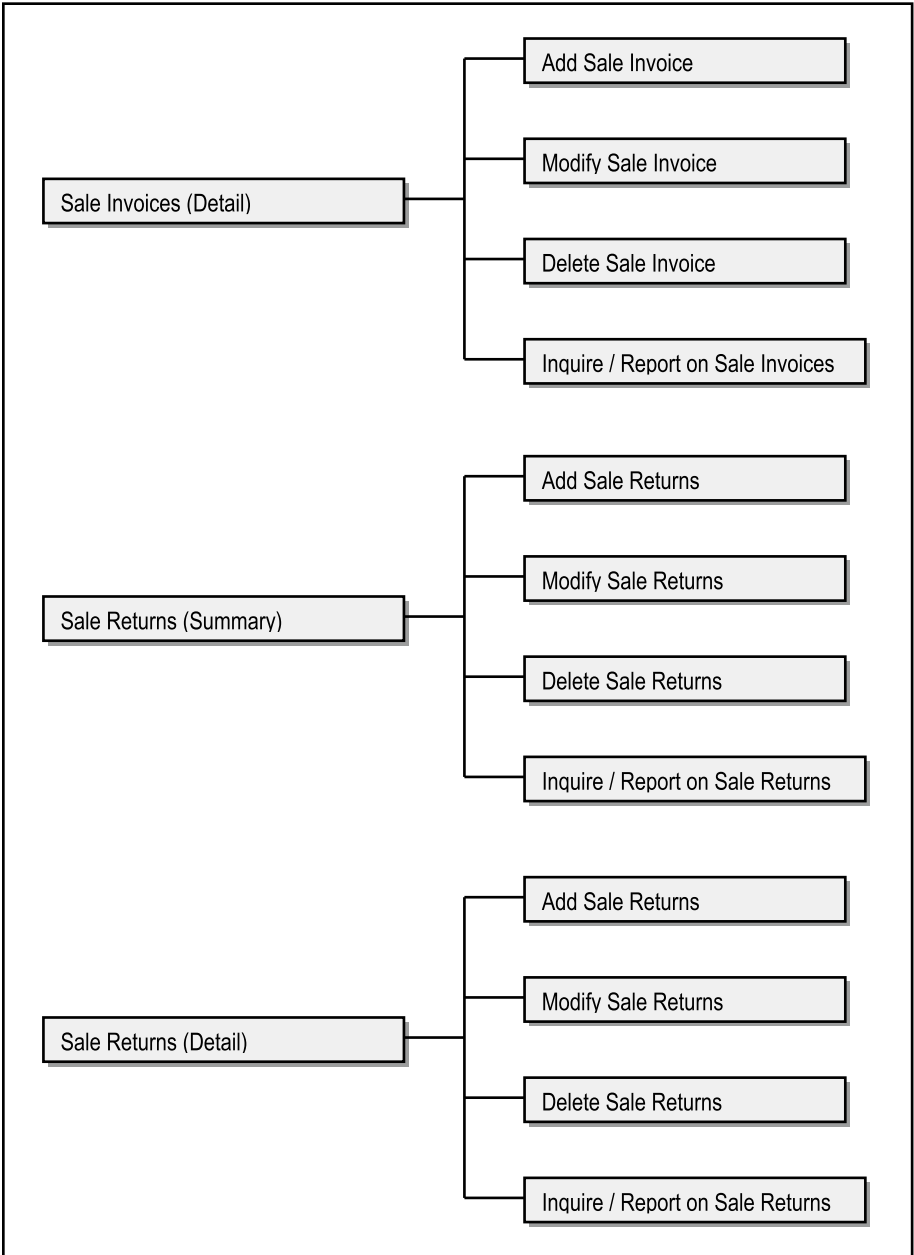 Add Sale Invoice
Modify Sale Invoice
Sale Invoices (Detail)
Delete Sale Invoice
Inquire / Report on Sale Invoices
Add Sale Returns
Modify Sale Returns
Sale Returns (Summary)
Delete Sale Returns
Inquire / Report on Sale Returns
Add Sale Returns
Modify Sale Returns
Sale Returns (Detail)
Delete Sale Returns
Inquire / Report on Sale Returns